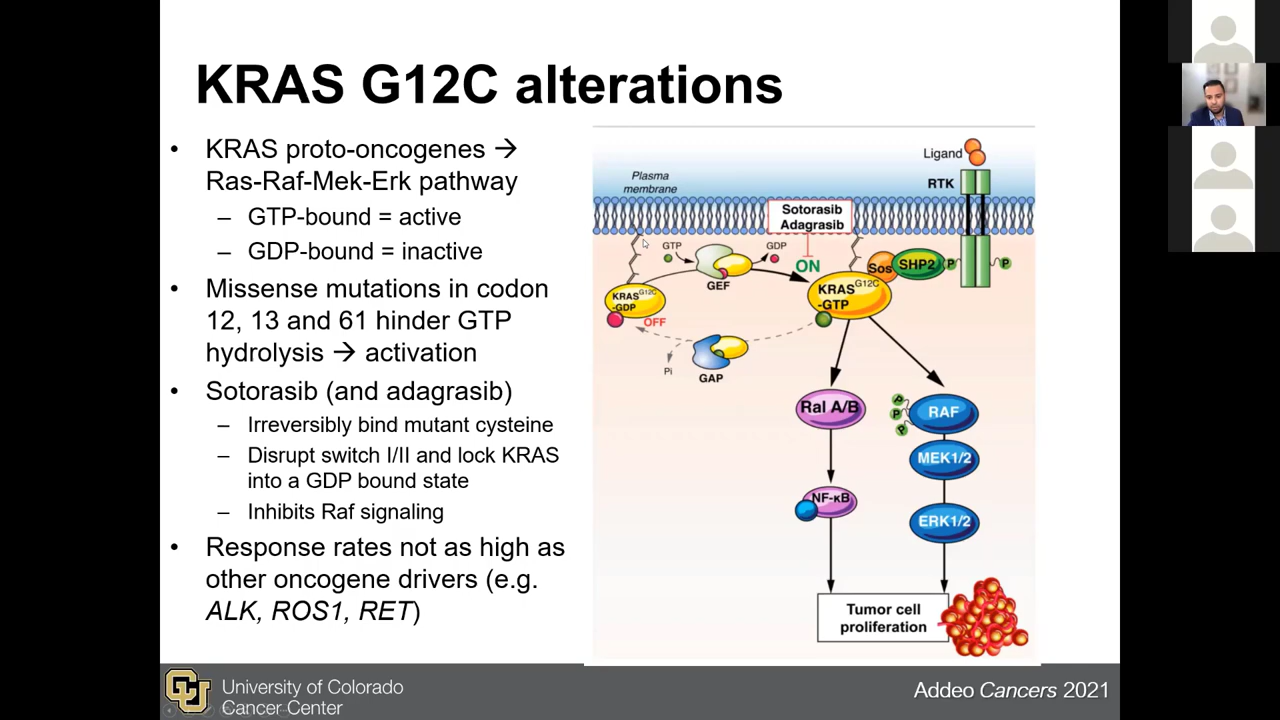 KRAS G12C alterations
• KRAS proto-oncogenes →
Ras-Raf-Mek-Erk pathway
– GTP-bound = active
– GDP-bound = inactive
• Missense mutations in codon
12, 13 and 61 hinder GTP
hydrolysis → activation
• Sotorasib (and adagrasib)
– Irreversibly bind mutant cysteine
– Disrupt switch I/II and lock KRAS
into a GDP bound state
– Inhibits Raf signaling
• Response rates not as high as
other oncogene drivers (e.g.
ALK, ROS1, RET)
Ligand
RTK
Plasma
membrane
Sotorasib
Adagrasib
GTP
GDP
ON
GEF
Sos
SHP2
P
P
KRAS G12C
-GDP
OFF
KRAS G12C
-GTP
Pi
GAP
Ral A/B
P
P
P
RAF
MEK1/2
NF-κB
ERK1/2
Tumor cell
proliferation
CU
University of Colorado
Cancer Center
Addeo Cancers 2021